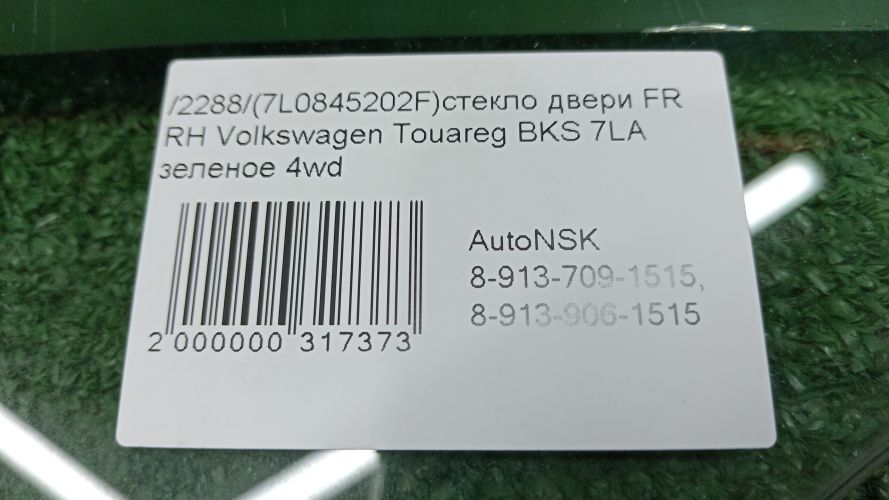 /2288/(7L0845202F)стекло двери FR
RH Volkswagen Touareg BKS 7LA
зеленое 4wd
AutoNSK
8-913-709-1515,
8-913-906-1515
2 000000 317373